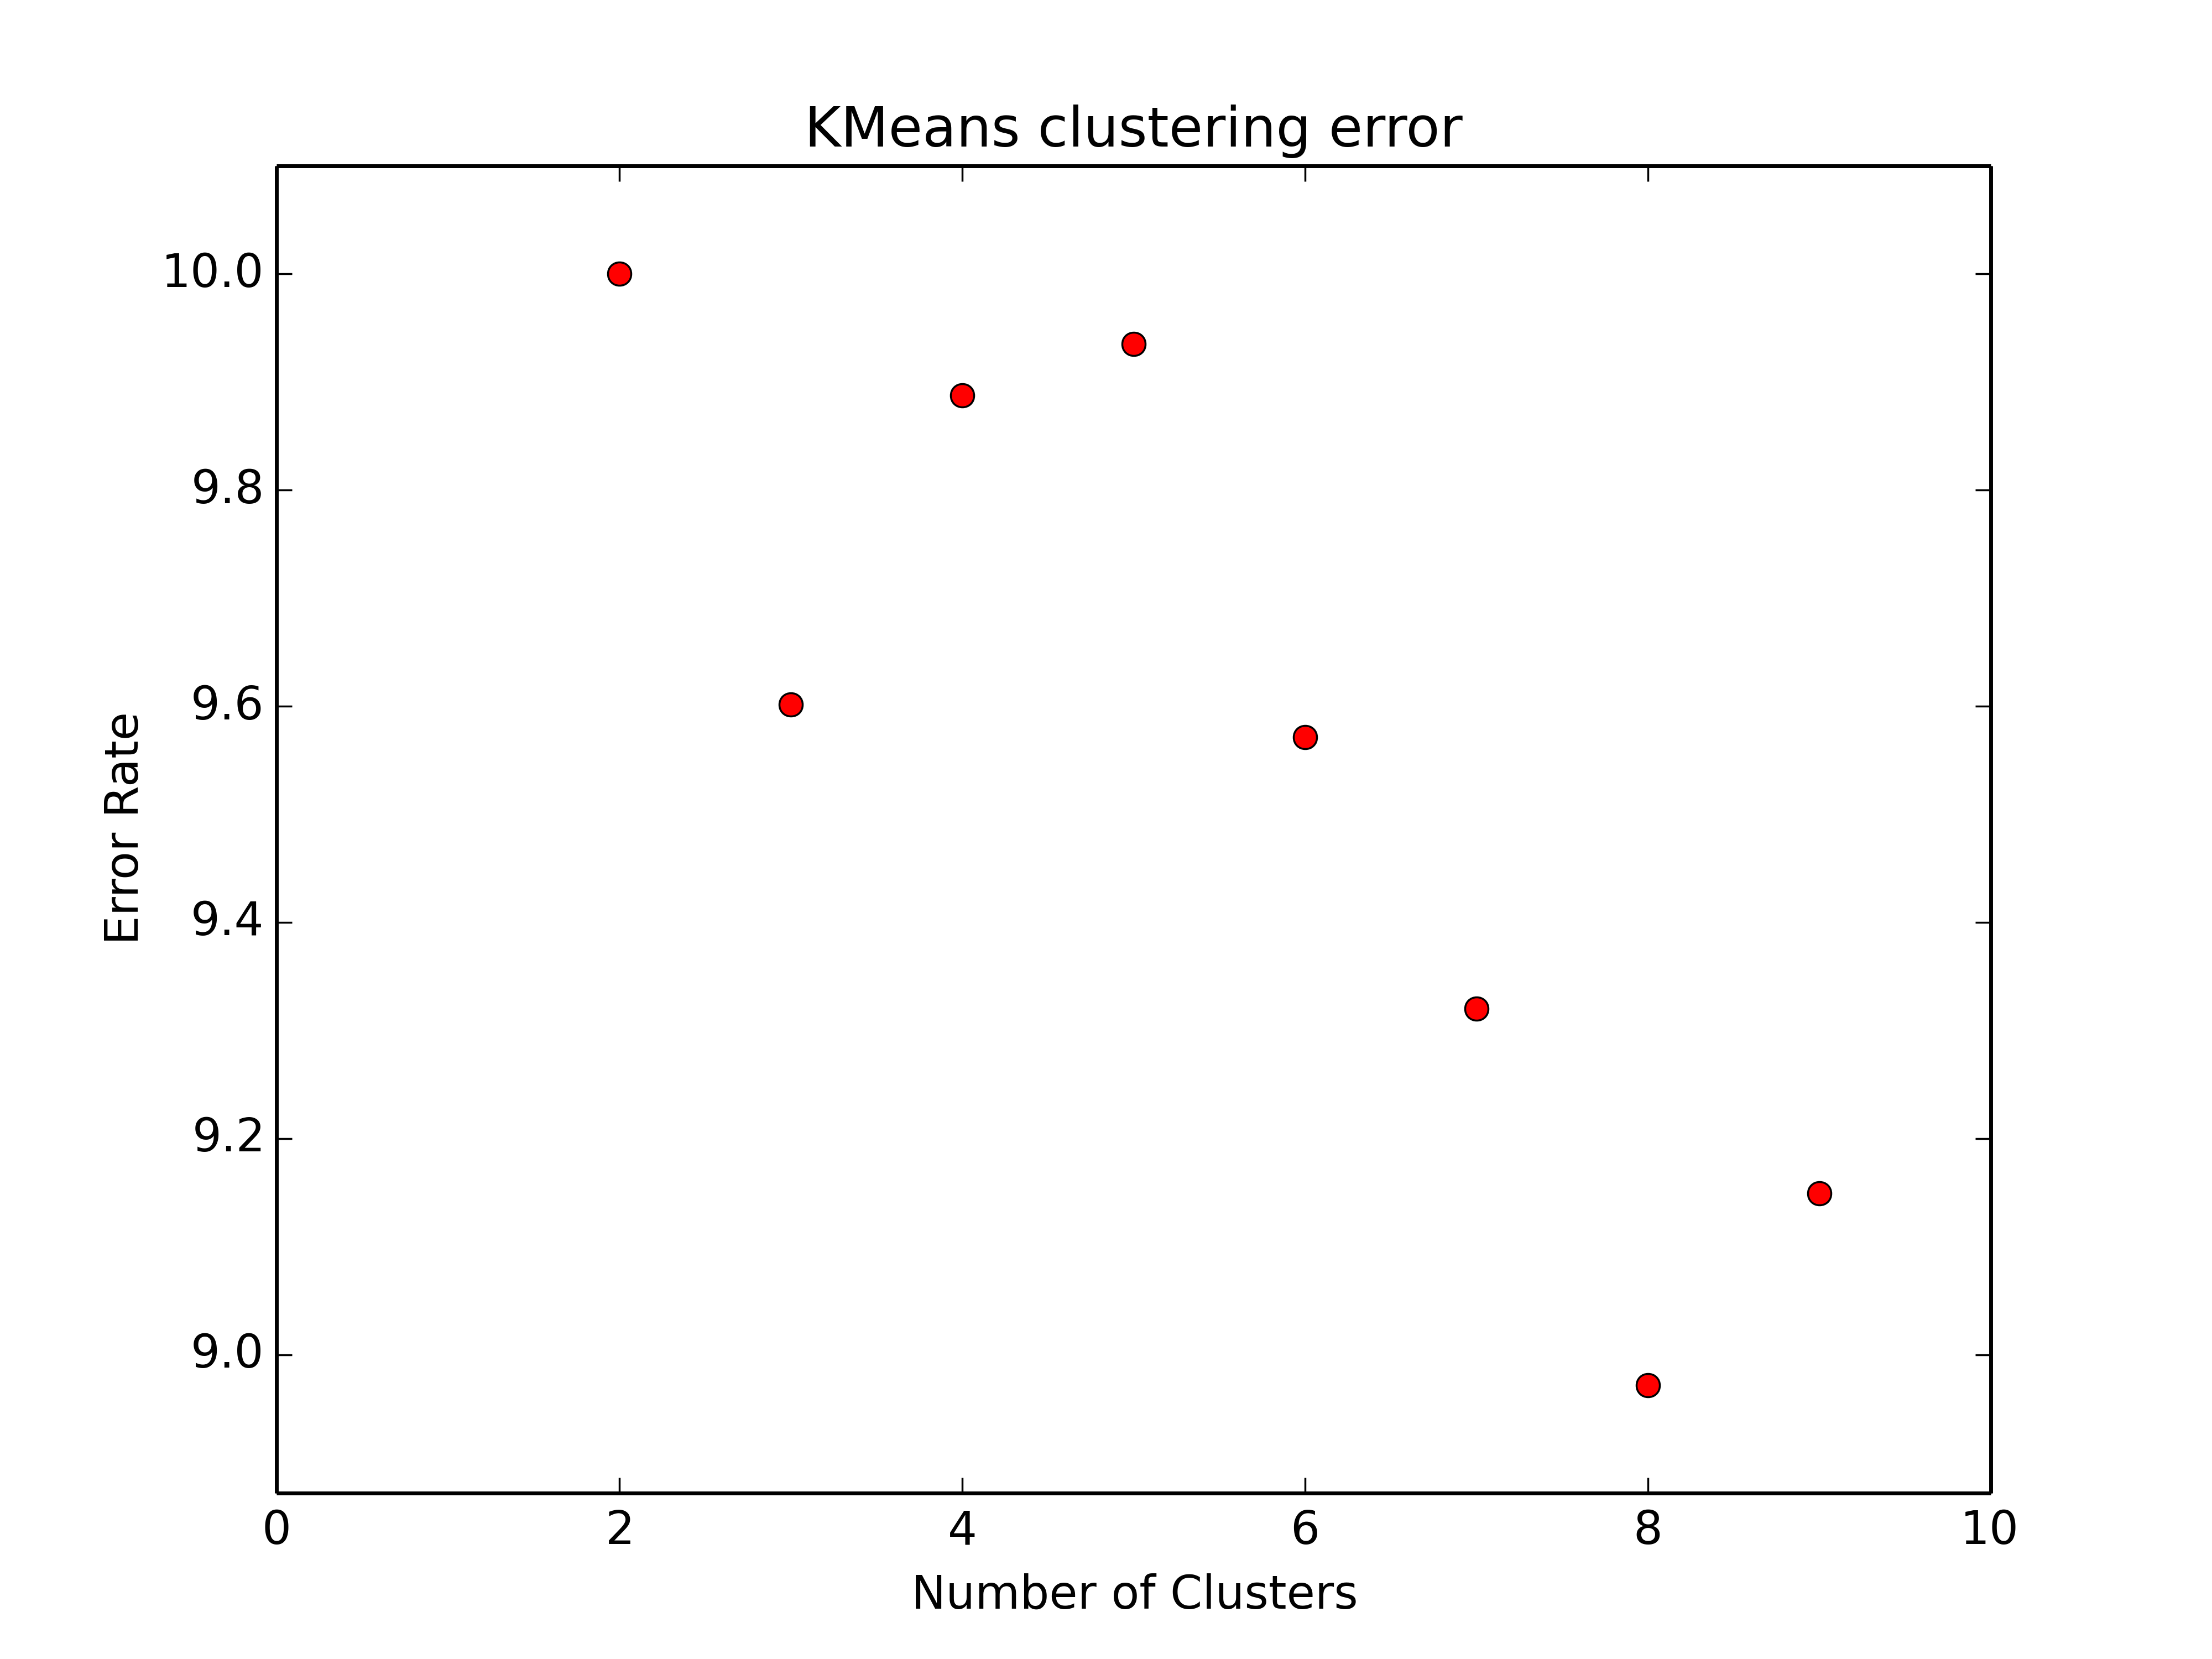 KMeans clustering error
10.0
9.8
9.6
9.4
9.2
9.0
Error Rate
0 2 4 6 8 10
Number of Clusters